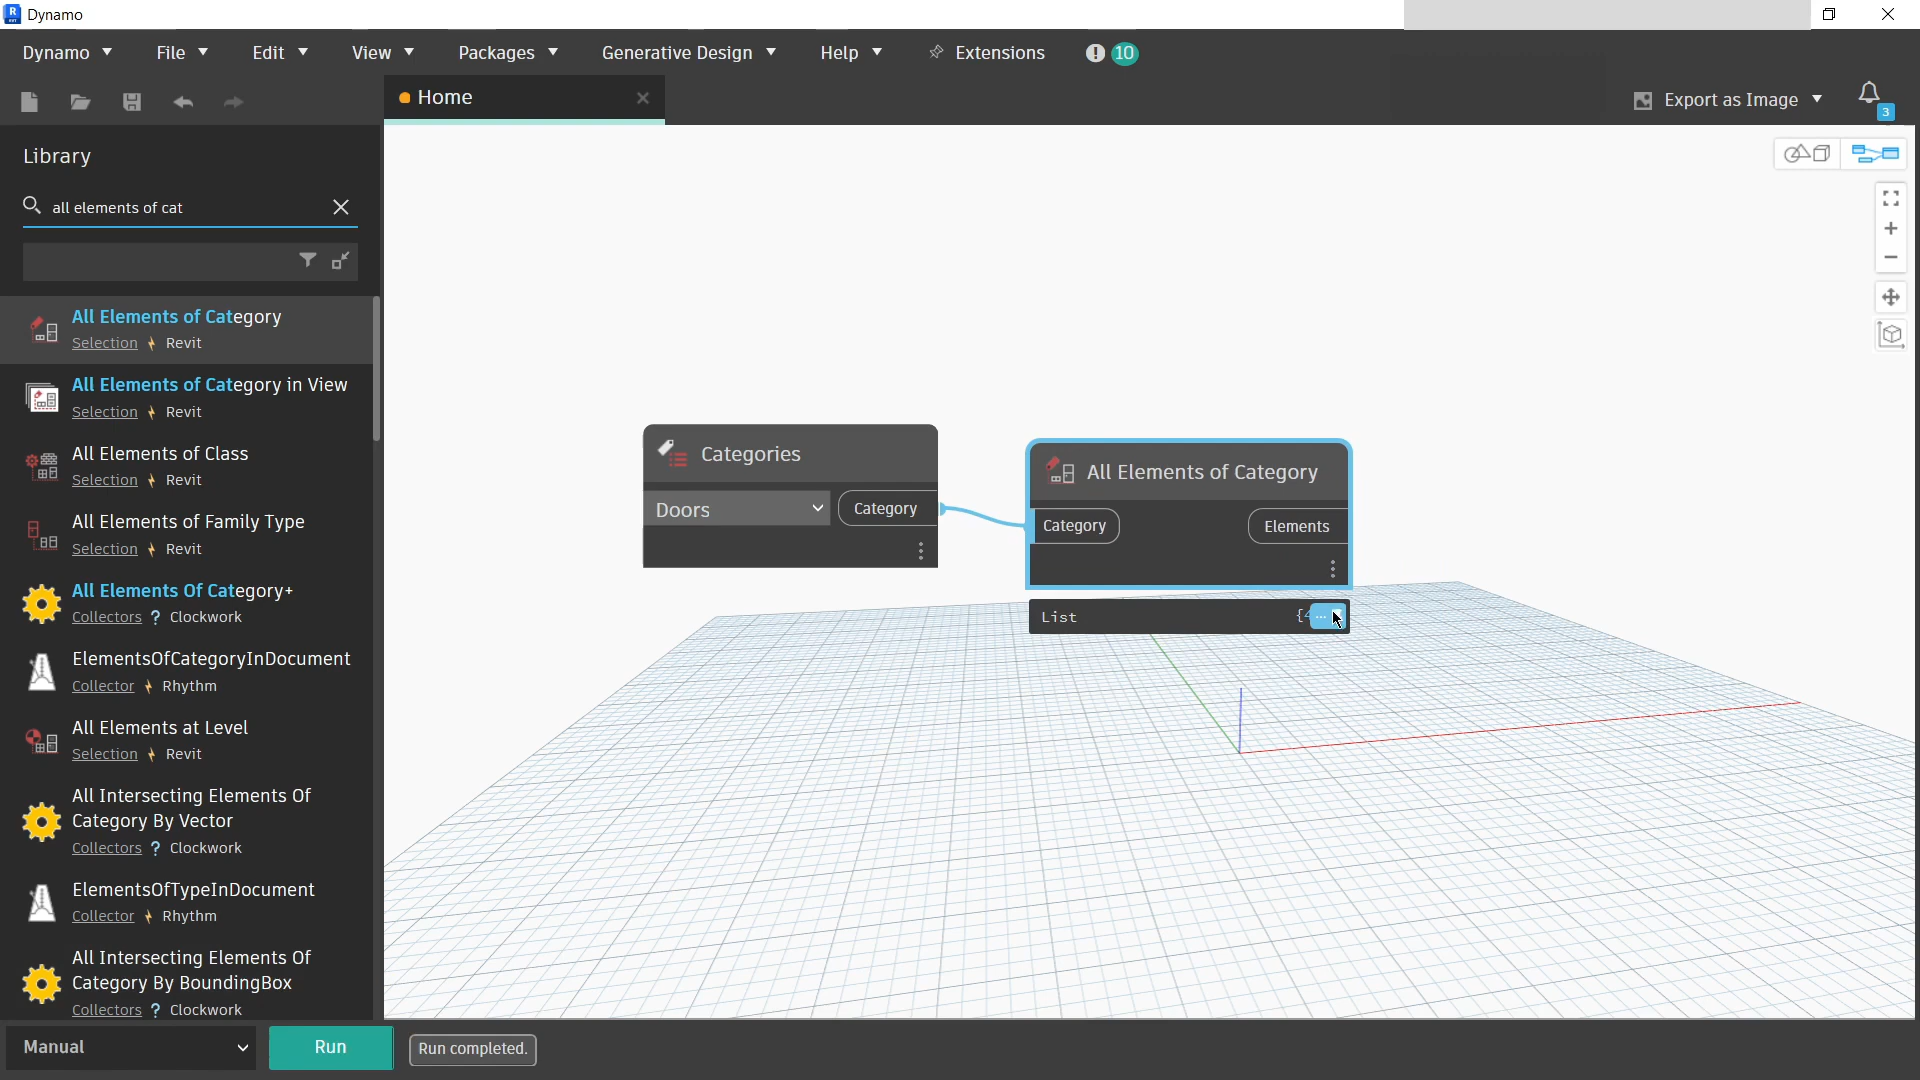 Dynamo
Dynamo File Edit View Packages Generative Design Help Extensions ! 10
Home
Export as Image
3
Library
all elements of cat
All Elements of Category
Selection Revit
All Elements of Category in View
Selection Revit
All Elements of Class
Selection Revit
All Elements of Family Type
Selection Revit
All Elements Of Category+
Collectors ? Clockwork
ElementsOfCategoryInDocument
Collector Rhythm
All Elements at Level
Selection Revit
All Intersecting Elements Of
Category By Vector
Collectors ? Clockwork
ElementsOfTypeInDocument
Collector Rhythm
All Intersecting Elements Of
Category By BoundingBox
Collectors ? Clockwork
Categories
Doors
Category
All Elements of Category
Category
Elements
List
Manual
Run
Run completed.